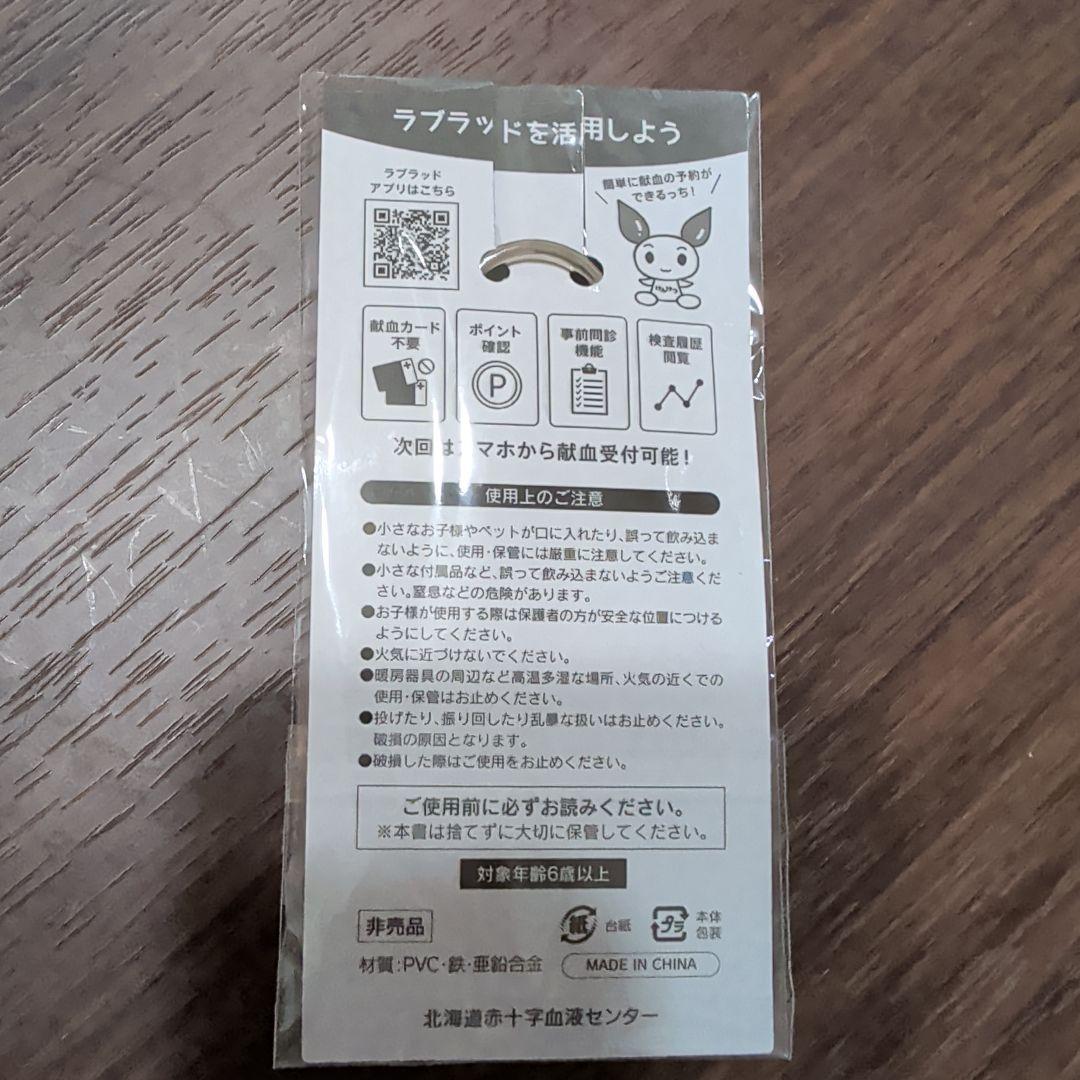 ラブラッドを活用しよう
ラブラッド
アプリはこちら
簡単に献血の予約が
できるっち!
けんけつ
献血カード
不要
ポイント
確認
P
事前問診
機能
検査履歴
閲覧
次回はスマホから献血受付可能!
使用上のご注意
●小さなお子様やペットが口に入れたり、誤って飲み込ま
ないように、使用・保管には厳重に注意してください。
●小さな付属品など、誤って飲み込まないようご注意くだ
さい。窒息などの危険があります。
●お子様が使用する際は保護者の方が安全な位置につける
ようにしてください。
●火気に近づけないでください。
●暖房器具の周辺など高温多湿な場所、火気の近くでの
使用・保管はお止めください。
●投げたり、振り回したり乱暴な扱いはお止めください。
破損の原因となります。
●破損した際はご使用をお止めください。
ご使用前に必ずお読みください。
※本書は捨てずに大切に保管してください。
対象年齢6歳以上
非売品
紙 台紙
プラ 本体
包装
材質:PVC・鉄・亜鉛合金
MADE IN CHINA
北海道赤十字血液センター